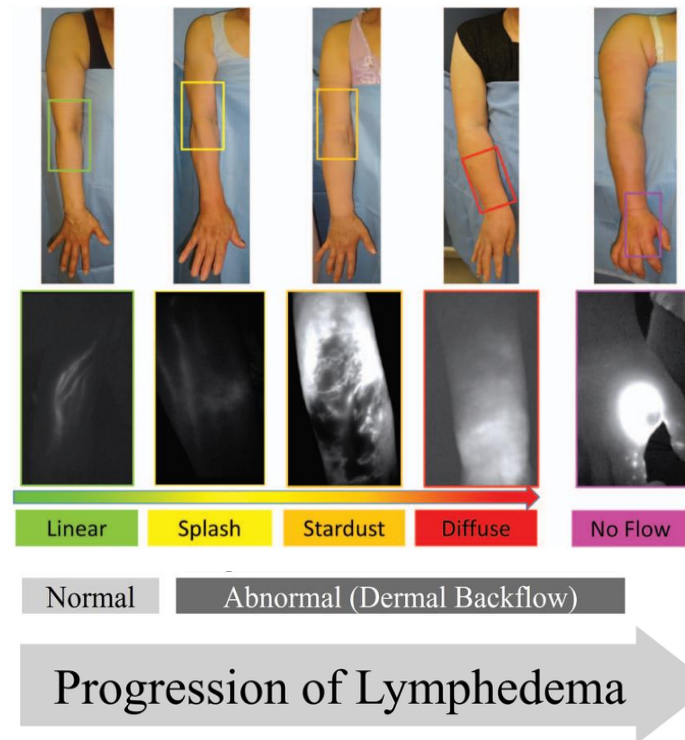 Linear
Splash
Stardust
Diffuse
No Flow
Normal
Abnormal (Dermal Backflow)
Progression of Lymphedema